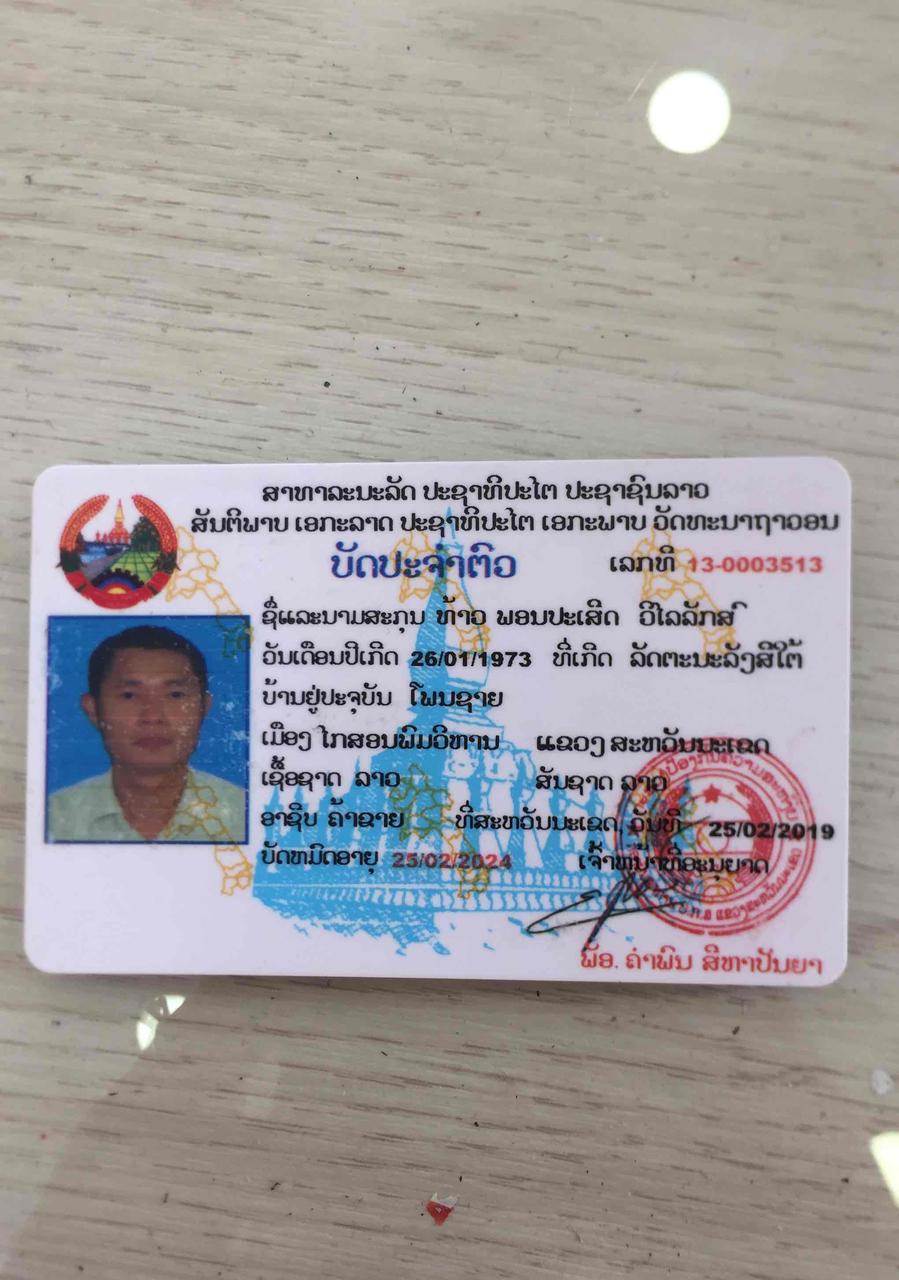 ສາທາລະນະລັດ ປະຊາທິປະໄຕ ປະຊາຊົນລາວ
ສັນຕິພາບ ເອກະລາດ ປະຊາທິປະໄຕ ເອກະພາບ ວັດທະນາຖາວອນ
ບັດປະຈຳຕົວ ເລກທີ 13-0003513
ຊື່ແລະນາມສະກຸນ ທ້າວ ພອນປະເສີດ ວິໄລລັກສ໌
ວັນເດືອນປີເກີດ 26/01/1973 ທີ່ເກີດ ລັດຕະນະລັງສີໃຕ້
ບ້ານຢູ່ປະຈຸບັນ ໂພນຊາຍ
ເມືອງ ໄກສອນພົມວິຫານ ແຂວງ ສະຫວັນນະເຂດ
ເຊື້ອຊາດ ລາວ ສັນຊາດ ລາວ
ອາຊີບ ຄ້າຂາຍ ທີ່ສະຫວັນນະເຂດ, ວັນທີ 25/02/2019
ບັດຫມົດອາຍຸ 25/02/2024 ເຈົ້າຫນ້າທີ່ອະນຸຍາດ
ພັອ. ຄຳພົນ ສີຫາປັນຍາ